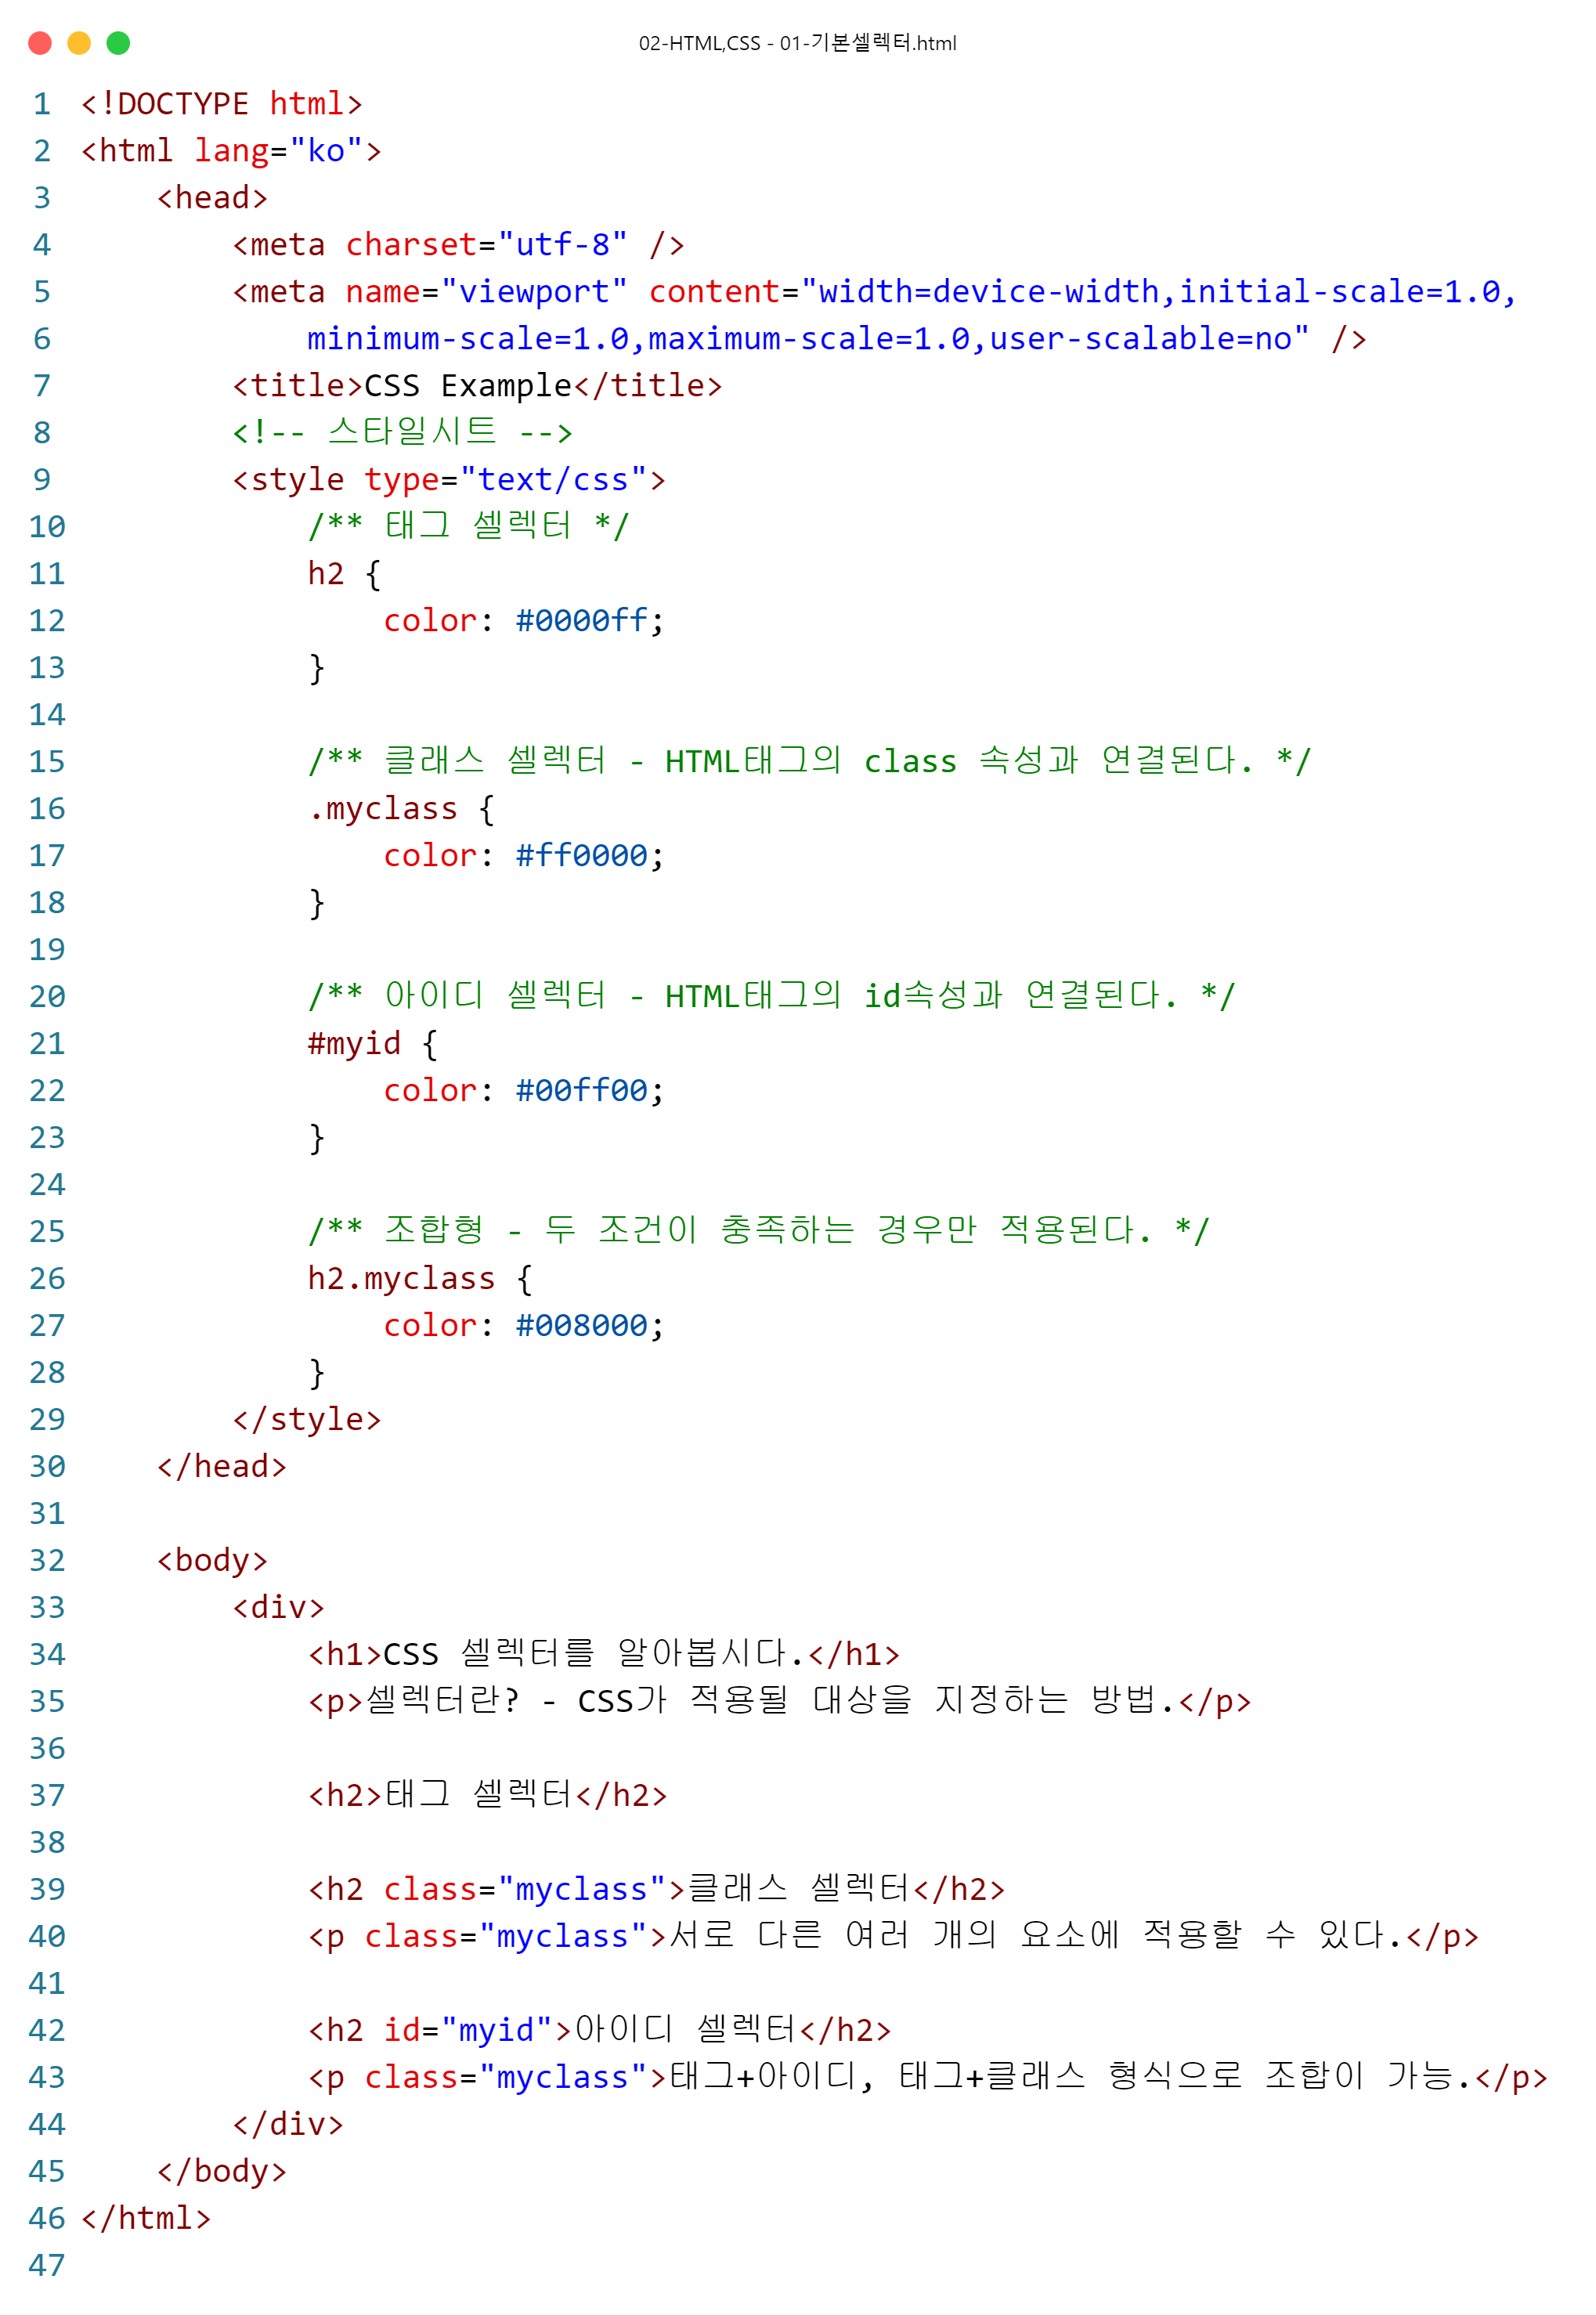 02-HTML,CSS - 01-기본셀렉터.html
1 <!DOCTYPE html>
2 <html lang="ko">
3     <head>
4         <meta charset="utf-8" />
5         <meta name="viewport" content="width=device-width,initial-scale=1.0,
6             minimum-scale=1.0,maximum-scale=1.0,user-scalable=no" />
7         <title>CSS Example</title>
8         <!-- 스타일시트 -->
9         <style type="text/css">
10             /** 태그 셀렉터 */
11             h2 {
12                 color: #0000ff;
13             }
14
15             /** 클래스 셀렉터 - HTML태그의 class 속성과 연결된다. */
16             .myclass {
17                 color: #ff0000;
18             }
19
20             /** 아이디 셀렉터 - HTML태그의 id속성과 연결된다. */
21             #myid {
22                 color: #00ff00;
23             }
24
25             /** 조합형 - 두 조건이 충족하는 경우만 적용된다. */
26             h2.myclass {
27                 color: #008000;
28             }
29         </style>
30     </head>
31
32     <body>
33         <div>
34             <h1>CSS 셀렉터를 알아봅시다.</h1>
35             <p>셀렉터란? - CSS가 적용될 대상을 지정하는 방법.</p>
36
37             <h2>태그 셀렉터</h2>
38
39             <h2 class="myclass">클래스 셀렉터</h2>
40             <p class="myclass">서로 다른 여러 개의 요소에 적용할 수 있다.</p>
41
42             <h2 id="myid">아이디 셀렉터</h2>
43             <p class="myclass">태그+아이디, 태그+클래스 형식으로 조합이 가능.</p>
44         </div>
45     </body>
46 </html>
47